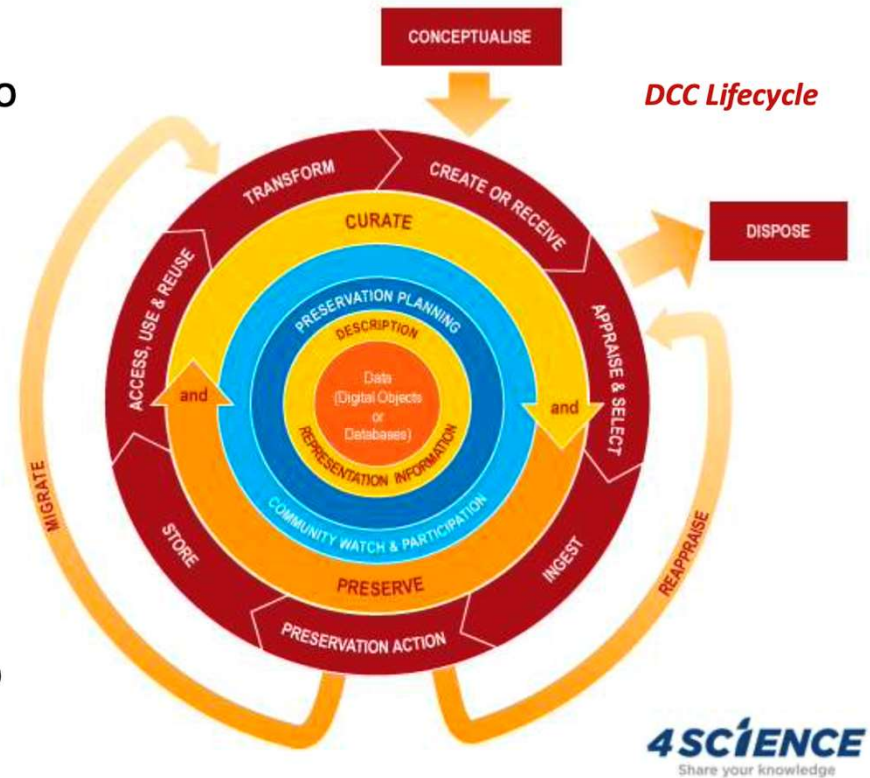 CONCEPTUALISE
O
DCC Lifecycle
TRANSFORM
CREATE OR RECEIVE
CURATE
DISPOSE
ACCESS, USE & REUSE
PRESERVATION PLANNING
DESCRIPTION
APPRAISE & SELECT
Data
(Digital Objects
or
Databases)
and
and
REPRESENTATION INFORMATION
COMMUNITY WATCH & PARTICIPATION
MIGRATE
STORE
INGEST
REAPPRAISE
PRESERVE
PRESERVATION ACTION
)
4SCIENCE
Share your knowledge